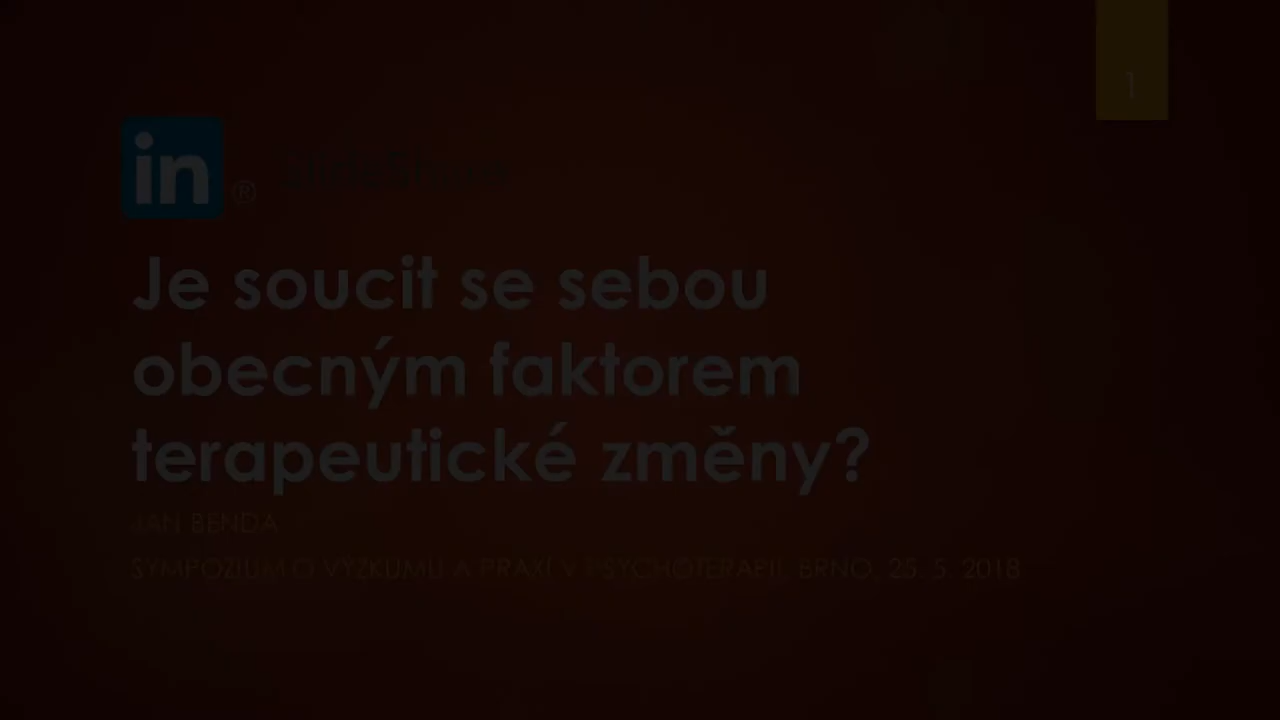 1
in ®
slideshare
Je soucit se sebou
obecným faktorem
terapeutické změny?
JAN BENDA
SYMPOZIUM O VÝZKUMU A PRAXI V PSYCHOTERAPII, BRNO, 25. 5. 2018